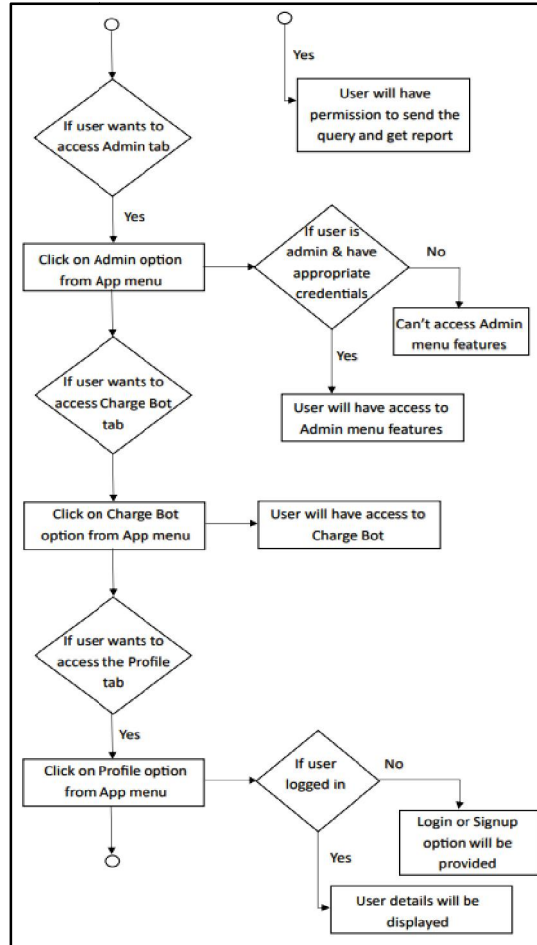 Yes
User will have
permission to send the
query and get report
If user wants to
access Admin tab
Yes
Click on Admin option
from App menu
If user is
admin & have
appropriate
credentials
No
Can't access Admin
menu features
Yes
User will have access to
Admin menu features
If user wants to
access Charge Bot
tab
Click on Charge Bot
option from App menu
User will have access to
Charge Bot
If user wants to
access the Profile
tab
Yes
Click on Profile option
from App menu
If user
logged in
No
Login or Signup
option will be
provided
Yes
User details will be
displayed